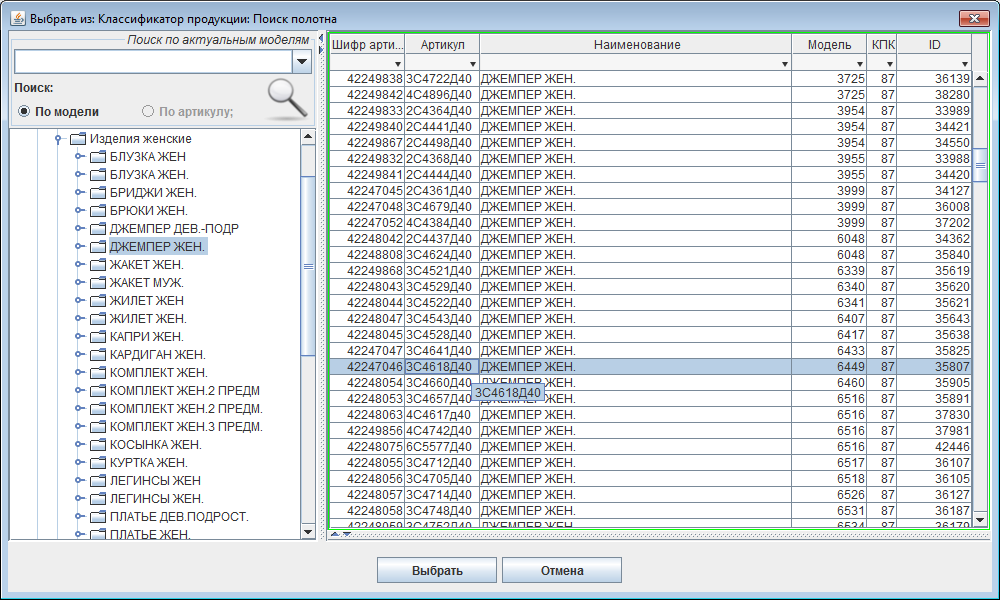 Выбрать из: Классификатор продукции: Поиск полотна
Поиск по актуальным моделям
Поиск:
По модели
По артикулу;
Изделия женские
БЛУЗКА ЖЕН
БЛУЗКА ЖЕН.
БРИДЖИ ЖЕН.
БРЮКИ ЖЕН.
ДЖЕМПЕР ДЕВ.-ПОДР
ДЖЕМПЕР ЖЕН.
ЖАКЕТ ЖЕН.
ЖАКЕТ МУЖ.
ЖИЛЕТ ЖЕН
ЖИЛЕТ ЖЕН.
КАПРИ ЖЕН.
КАРДИГАН ЖЕН.
КОМПЛЕКТ ЖЕН.
КОМПЛЕКТ ЖЕН.2 ПРЕДМ
КОМПЛЕКТ ЖЕН.2 ПРЕДМ.
КОМПЛЕКТ ЖЕН.3 ПРЕДМ.
КОСЫНКА ЖЕН.
КУРТКА ЖЕН.
ЛЕГИНСЫ ЖЕН
ЛЕГИНСЫ ЖЕН.
ПЛАТЬЕ ДЕВ.ПОДРОСТ.
ПЛАТЬЕ ЖЕН.
Шифр арти... Артикул Наименование Модель КПК ID
42249838 3С4722Д40 ДЖЕМПЕР ЖЕН. 3725 87 36139
42249842 4С4896Д40 ДЖЕМПЕР ЖЕН. 3725 87 38280
42249833 2С4364Д40 ДЖЕМПЕР ЖЕН. 3954 87 33989
42249840 2С4441Д40 ДЖЕМПЕР ЖЕН. 3954 87 34421
42249867 2С4498Д40 ДЖЕМПЕР ЖЕН. 3954 87 34550
42249832 2С4368Д40 ДЖЕМПЕР ЖЕН. 3955 87 33988
42249841 2С4444Д40 ДЖЕМПЕР ЖЕН. 3955 87 34420
42247045 2С4361Д40 ДЖЕМПЕР ЖЕН. 3999 87 34127
42247048 3С4679Д40 ДЖЕМПЕР ЖЕН. 3999 87 36008
42247052 4С4384Д40 ДЖЕМПЕР ЖЕН. 3999 87 37202
42248042 2С4437Д40 ДЖЕМПЕР ЖЕН. 6048 87 34362
42248808 3С4624Д40 ДЖЕМПЕР ЖЕН. 6048 87 35840
42249868 3С4521Д40 ДЖЕМПЕР ЖЕН. 6339 87 35619
42248043 3С4529Д40 ДЖЕМПЕР ЖЕН. 6340 87 35620
42248044 3С4522Д40 ДЖЕМПЕР ЖЕН. 6341 87 35621
42248047 3С4543Д40 ДЖЕМПЕР ЖЕН. 6407 87 35643
42248045 3С4528Д40 ДЖЕМПЕР ЖЕН. 6417 87 35638
42247047 3С4641Д40 ДЖЕМПЕР ЖЕН. 6433 87 35825
42247046 3С4618Д40 ДЖЕМПЕР ЖЕН. 6449 87 35807
42248054 3С4660Д40 ДЖЕМПЕР ЖЕН. 6460 87 35905
3С4618Д40
42248053 3С4657Д40 ДЖЕМПЕР ЖЕН. 6516 87 35891
42248063 4С4617д40 ДЖЕМПЕР ЖЕН. 6516 87 37830
42249856 4С4742Д40 ДЖЕМПЕР ЖЕН. 6516 87 37981
42248075 6С5577Д40 ДЖЕМПЕР ЖЕН. 6516 87 42446
42248055 3С4712Д40 ДЖЕМПЕР ЖЕН. 6517 87 36107
42248056 3С4705Д40 ДЖЕМПЕР ЖЕН. 6518 87 36105
42248057 3С4714Д40 ДЖЕМПЕР ЖЕН. 6526 87 36127
42248058 3С4748Д40 ДЖЕМПЕР ЖЕН. 6531 87 36187
42248059 3С4752Д40 ДЖЕМПЕР ЖЕН. 6534 87 36179
Выбрать
Отмена